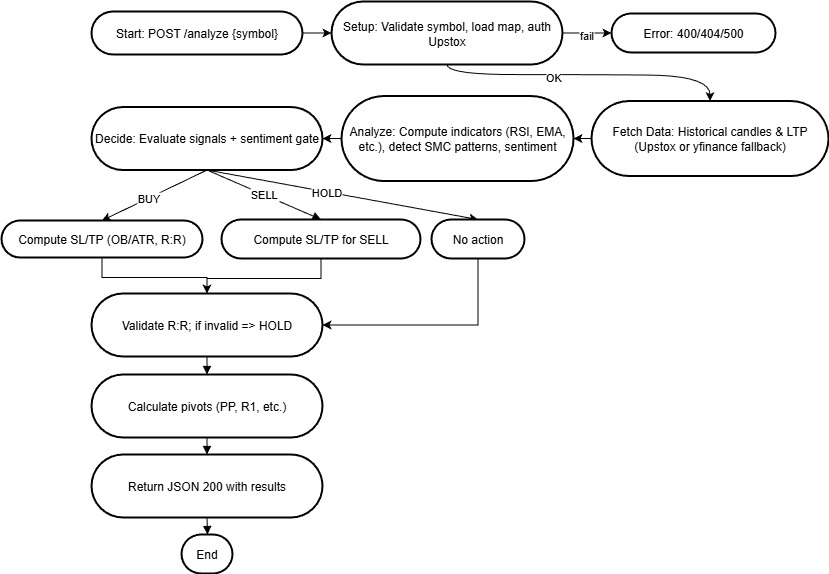 Start: POST /analyze {symbol}
Setup: Validate symbol, load map, auth
Upstox
fail
Error: 400/404/500
OK
Decide: Evaluate signals + sentiment gate
Analyze: Compute indicators (RSI, EMA,
etc.), detect SMC patterns, sentiment
Fetch Data: Historical candles & LTP
(Upstox or yfinance fallback)
BUY
SELL
HOLD
Compute SL/TP (OB/ATR, R:R)
Compute SL/TP for SELL
No action
Validate R:R; if invalid => HOLD
Calculate pivots (PP, R1, etc.)
Return JSON 200 with results
End